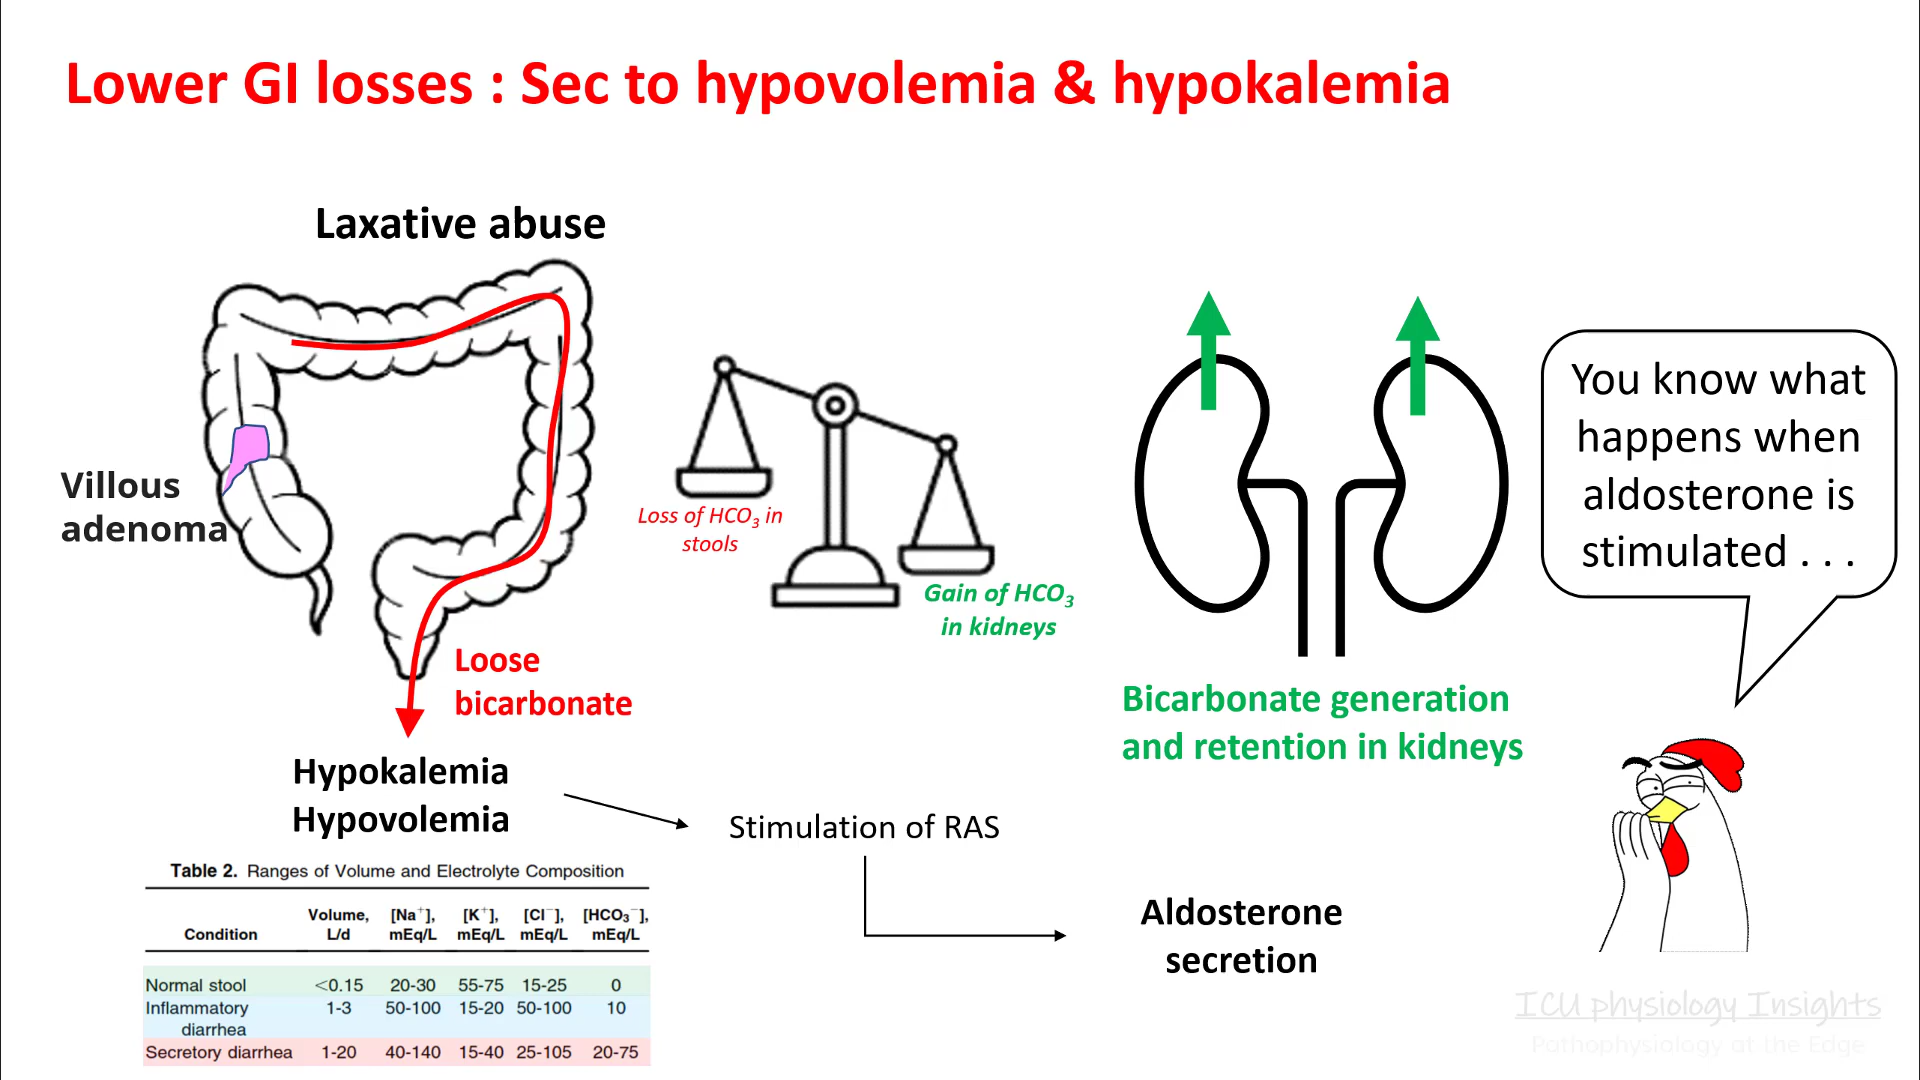 Lower GI losses : Sec to hypovolemia & hypokalemia
Laxative abuse
Villous
adenoma
Loose
bicarbonate
Hypokalemia
Hypovolemia
Loss of HCO3 in
stools
Gain of HCO3
in kidneys
Bicarbonate generation
and retention in kidneys
You know what
happens when
aldosterone is
stimulated . . .
Stimulation of RAS
Aldosterone
secretion
Table 2. Ranges of Volume and Electrolyte Composition
Condition Volume, L/d [Na+], mEq/L [K+], mEq/L [Cl−], mEq/L [HCO3−], mEq/L
Normal stool <0.15 20-30 55-75 15-25 0
Inflammatory diarrhea 1-3 50-100 15-20 50-100 10
Secretory diarrhea 1-20 40-140 15-40 25-105 20-75
ICU physiology Insights
Pathophysiology at the Edge